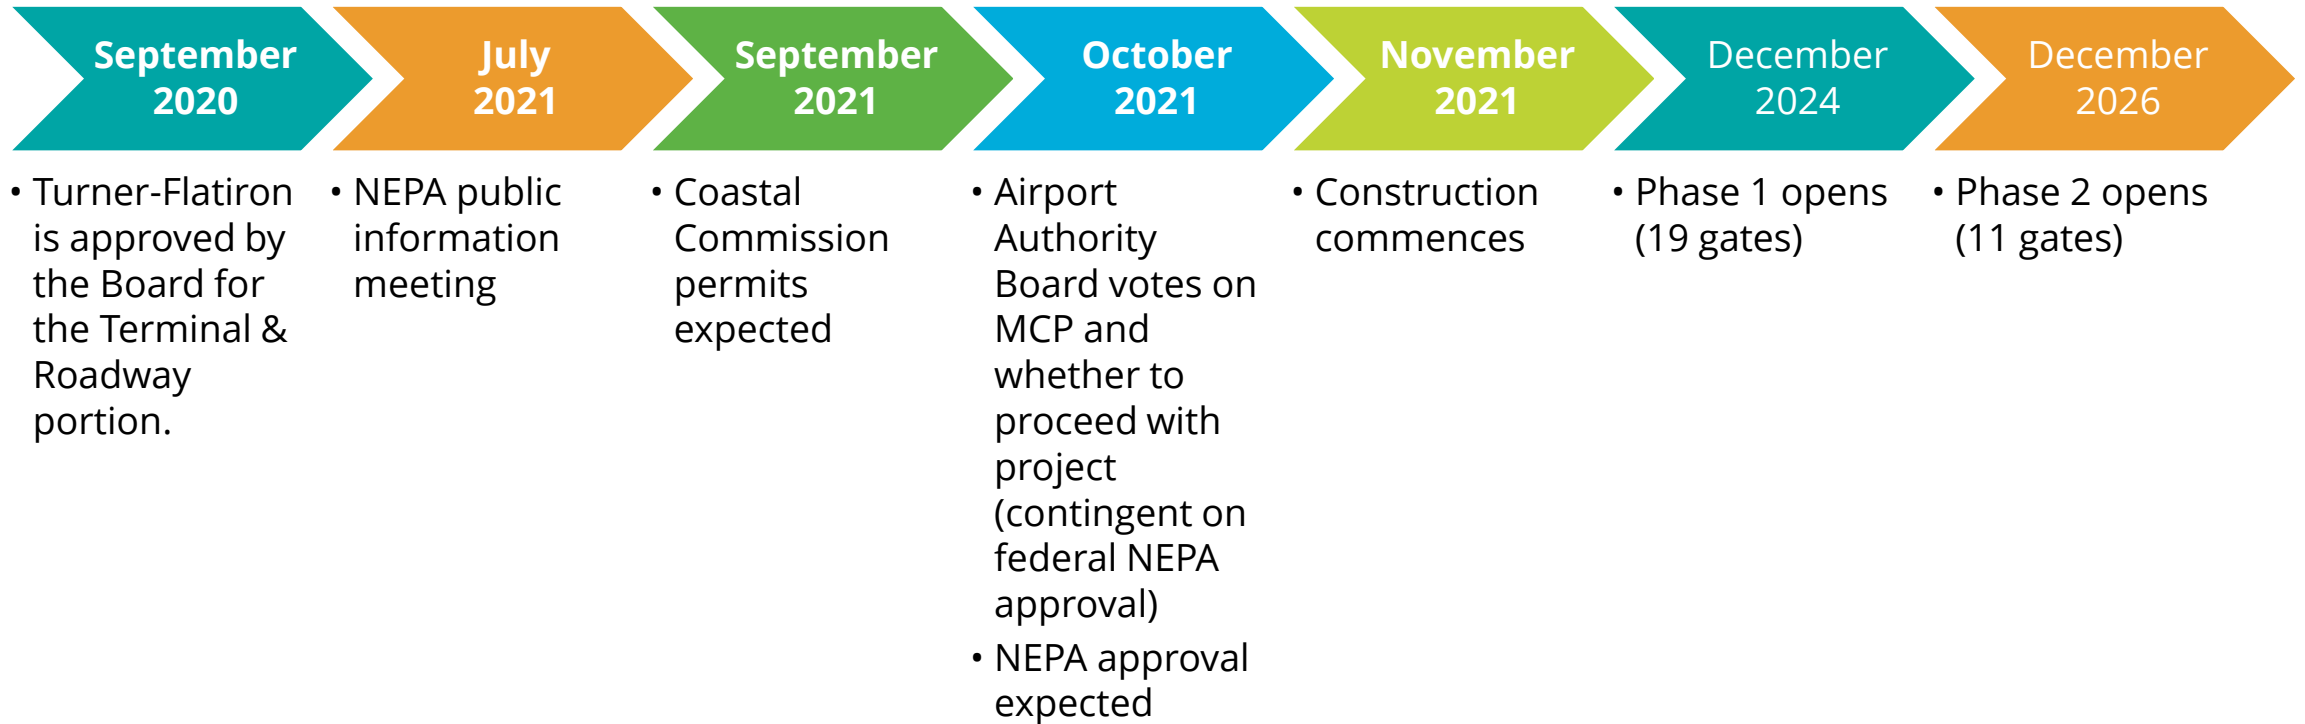 September
2020
July
2021
September
2021
October
2021
November
2021
December
2024
December
2026
• Turner-Flatiron
is approved by
the Board for
the Terminal &
Roadway
portion.
• NEPA public
information
meeting
• Coastal
Commission
permits
expected
• Airport
Authority
Board votes on
MCP and
whether to
proceed with
project
(contingent on
federal NEPA
approval)
• NEPA approval
expected
• Construction
commences
• Phase 1 opens
(19 gates)
• Phase 2 opens
(11 gates)